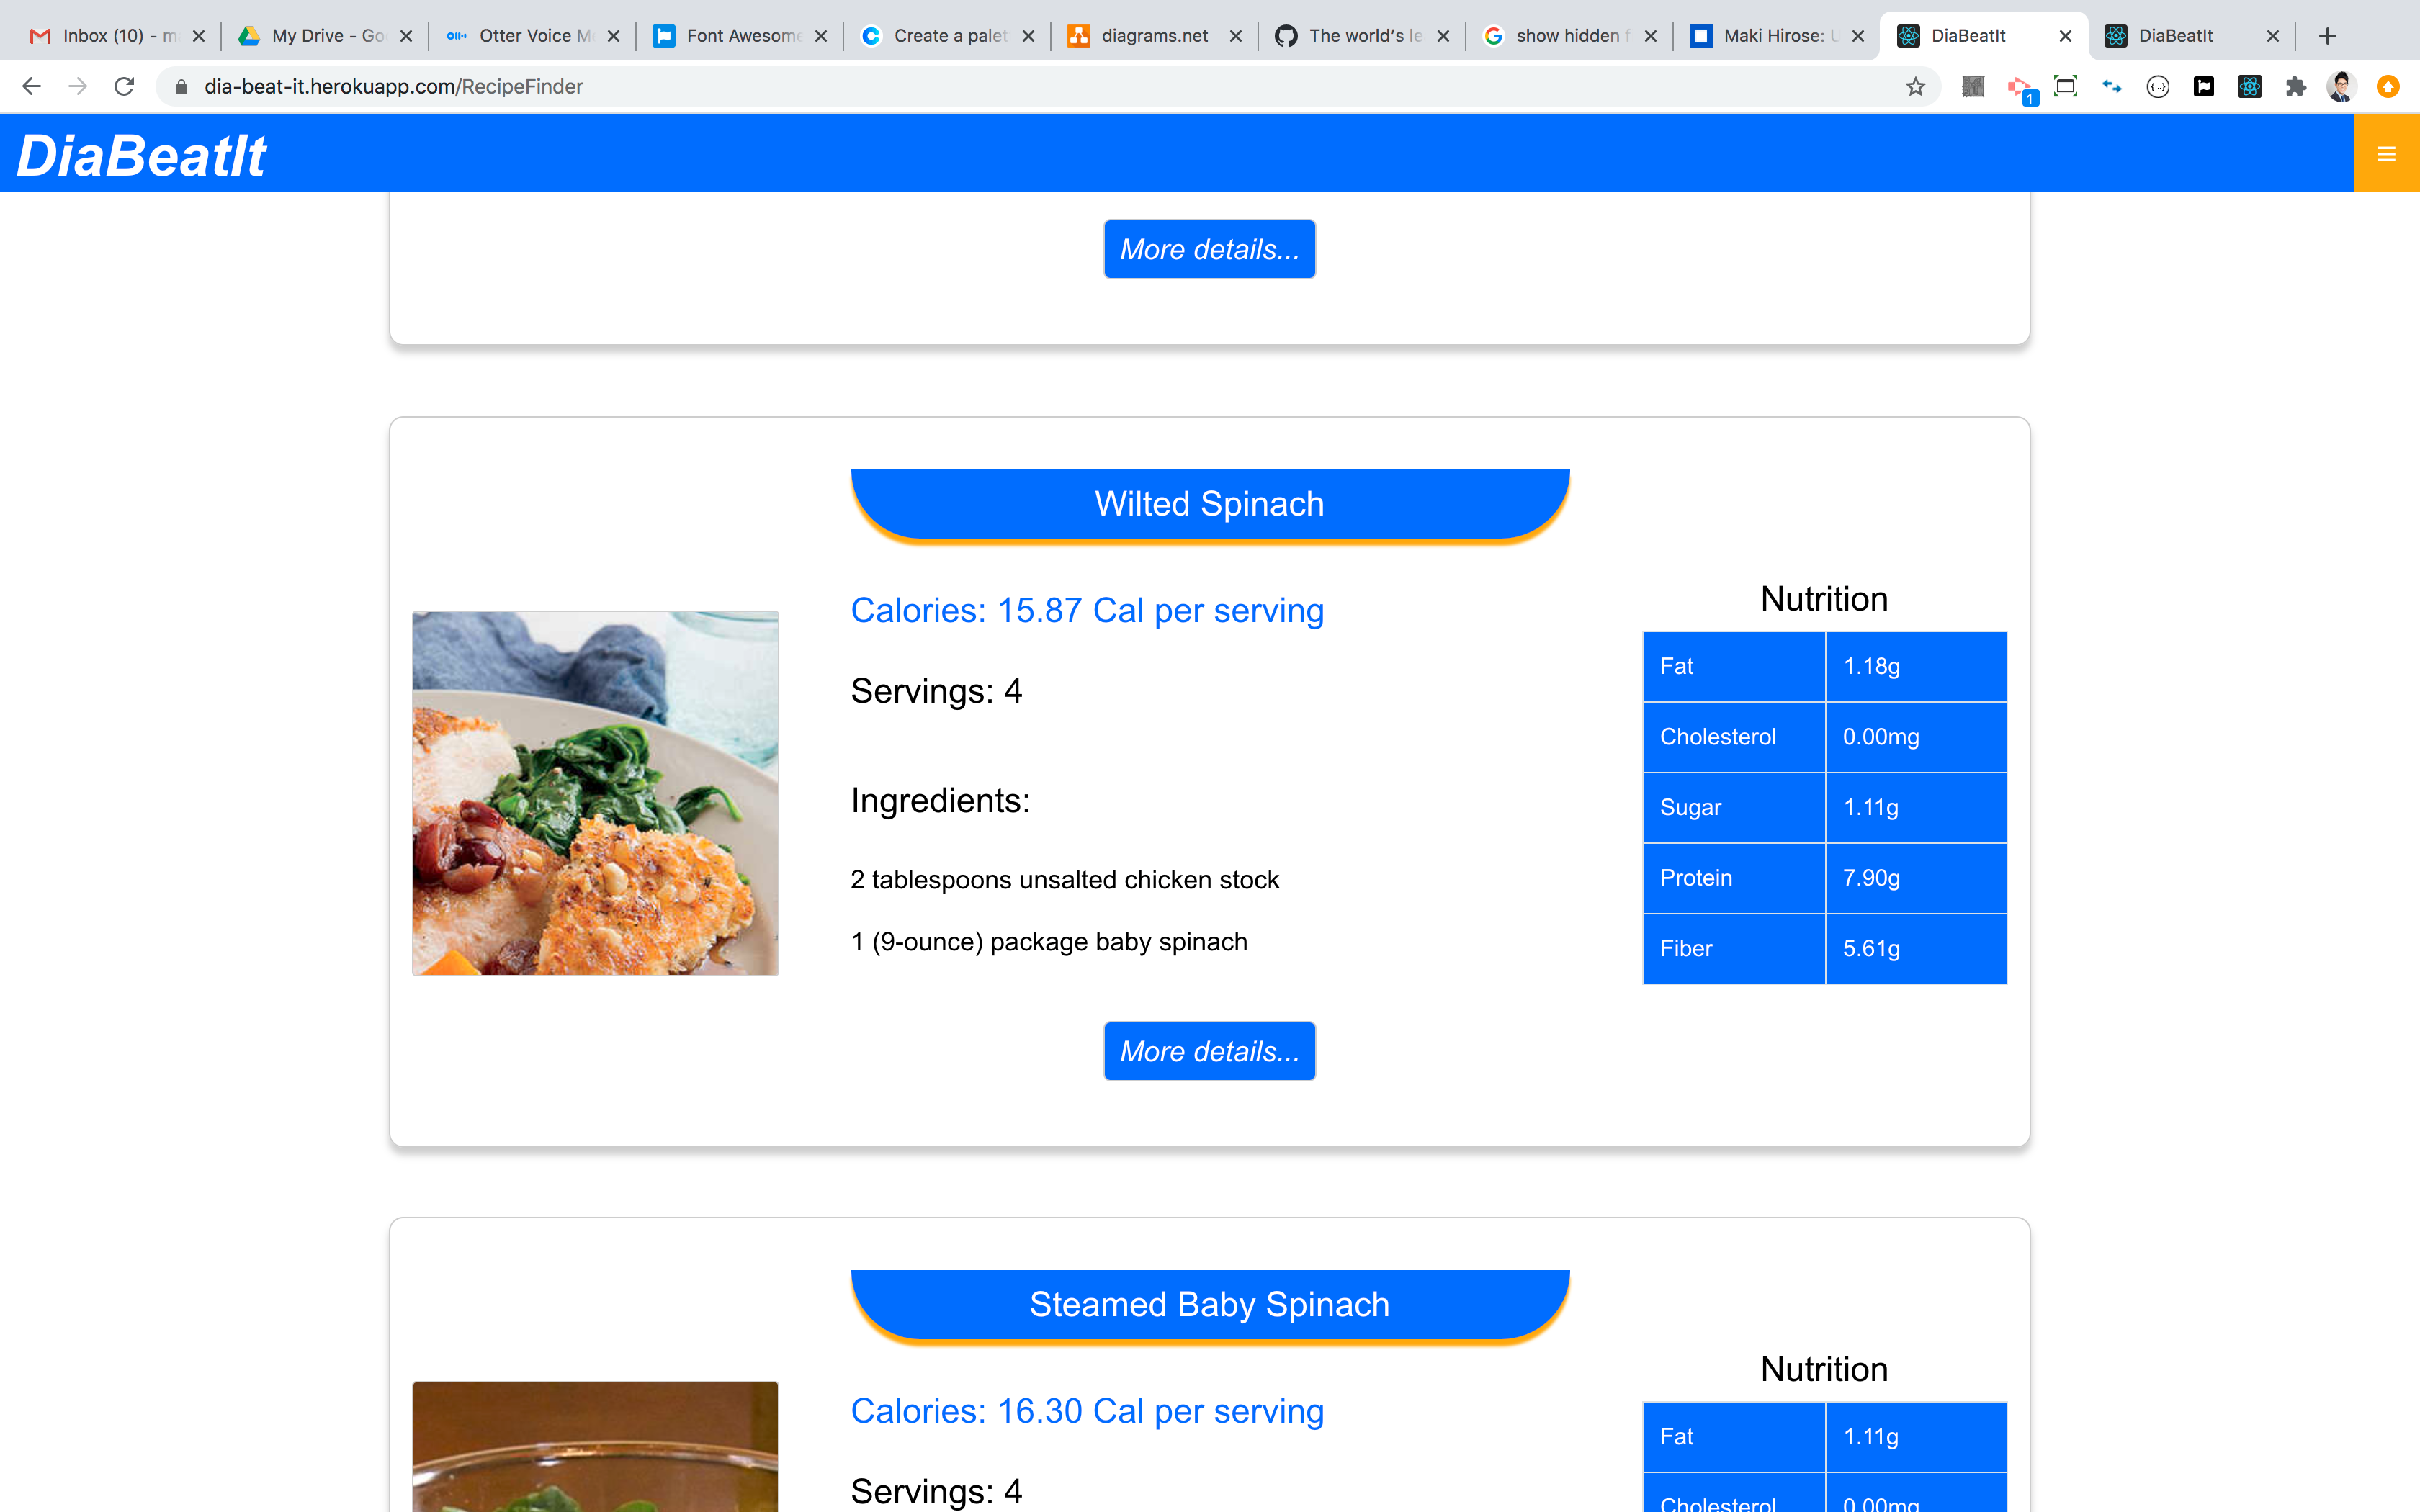 Inbox (10) - m
My Drive - Go
Otter Voice M
Font Awesome
Create a palet
diagrams.net
The world's le
show hidden f
Maki Hirose: U
DiaBeatIt
DiaBeatIt
dia-beat-it.herokuapp.com/RecipeFinder
1
DiaBeatIt
More details...
Wilted Spinach
Calories: 15.87 Cal per serving
Servings: 4
Ingredients:
2 tablespoons unsalted chicken stock
1 (9-ounce) package baby spinach
Nutrition
Fat 1.18g
Cholesterol 0.00mg
Sugar 1.11g
Protein 7.90g
Fiber 5.61g
More details...
Steamed Baby Spinach
Calories: 16.30 Cal per serving
Servings: 4
Nutrition
Fat 1.11g
Cholesterol 0.00mg